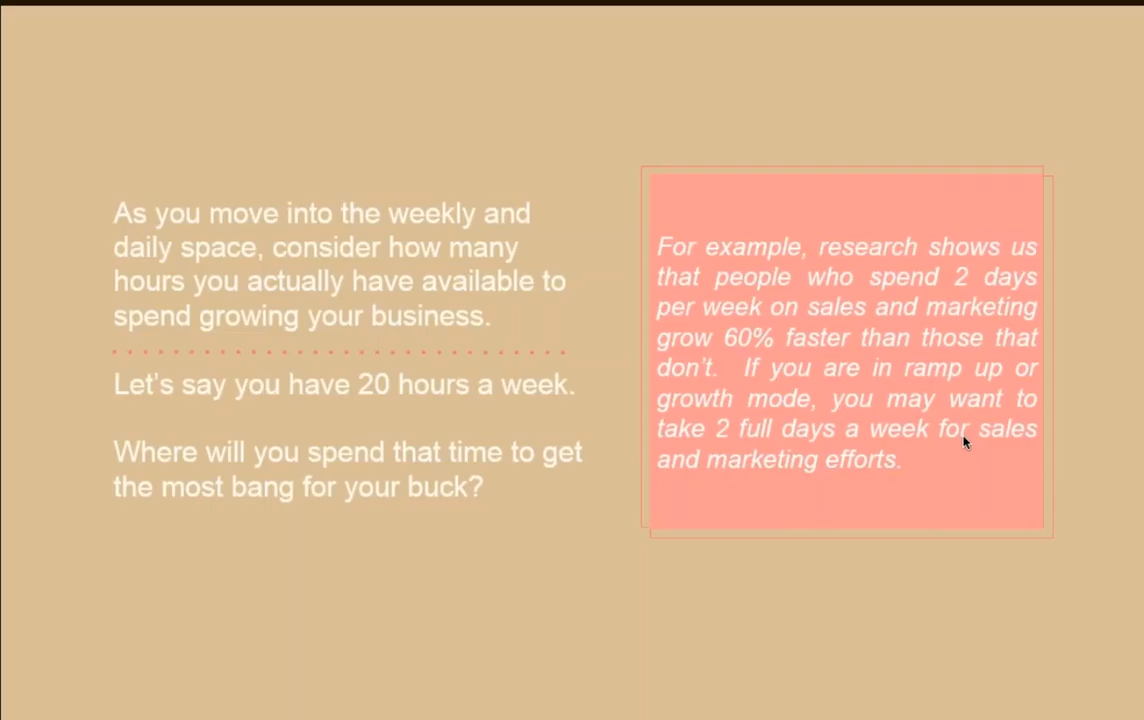 As you move into the weekly and
daily space, consider how many
hours you actually have available to
spend growing your business.
Let's say you have 20 hours a week.
Where will you spend that time to get
the most bang for your buck?
For example, research shows us
that people who spend 2 days
per week on sales and marketing
grow 60% faster than those that
don't. If you are in ramp up or
growth mode, you may want to
take 2 full days a week for sales
and marketing efforts.